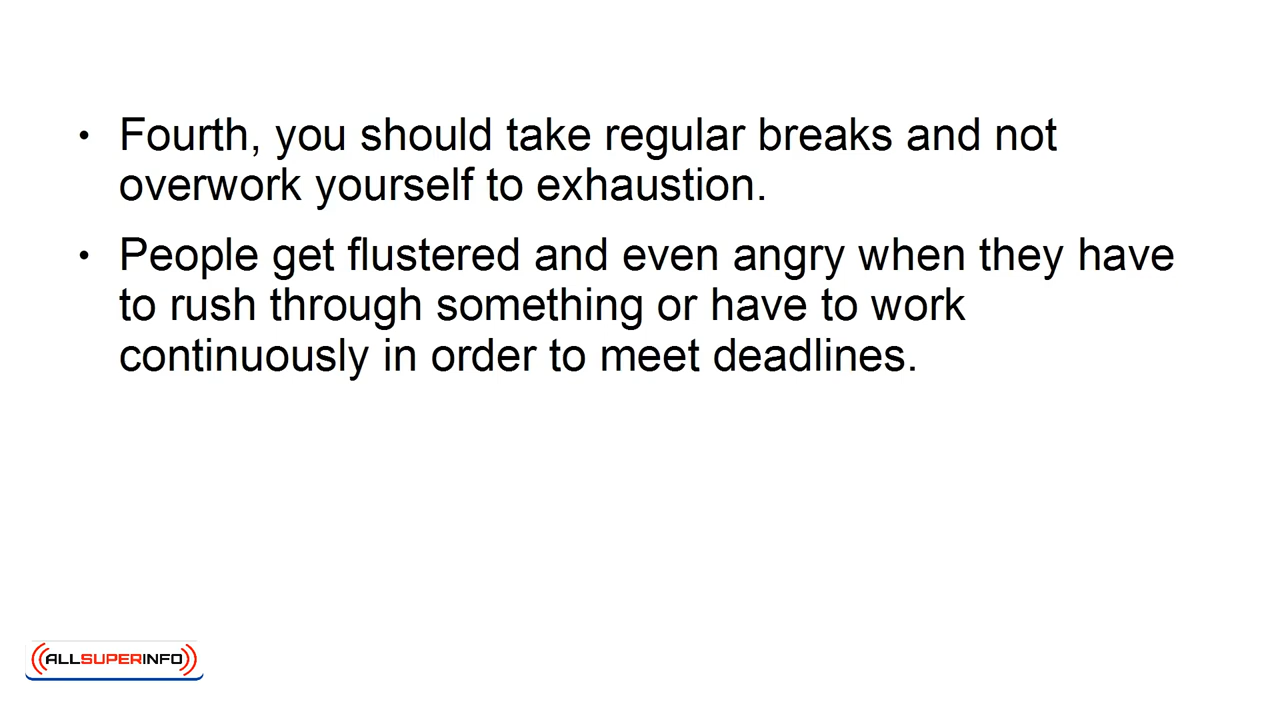 • Fourth, you should take regular breaks and not
overwork yourself to exhaustion.
• People get flustered and even angry when they have
to rush through something or have to work
continuously in order to meet deadlines.
ALLSUPERINFO